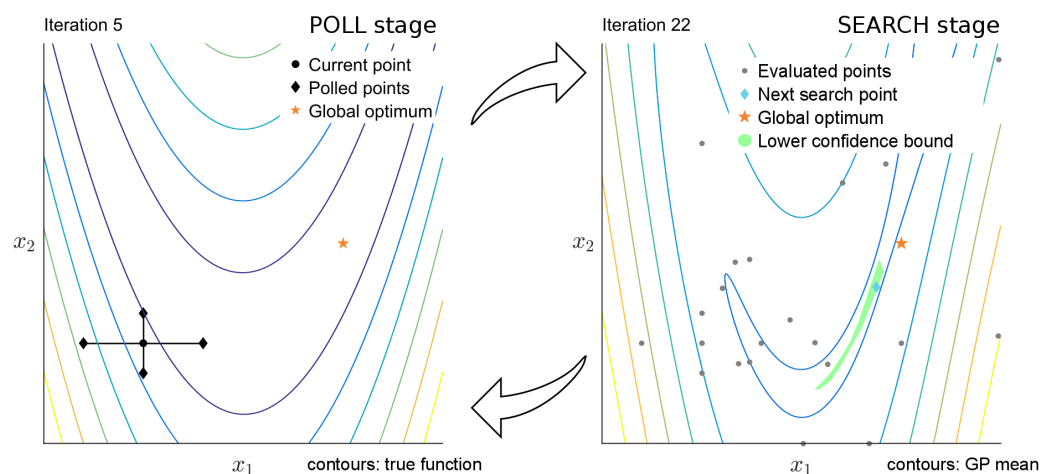 Iteration 5
POLL stage
Current point
Polled points
Global optimum
x2
x1
contours: true function
Iteration 22
SEARCH stage
Evaluated points
Next search point
Global optimum
Lower confidence bound
x2
x1
contours: GP mean